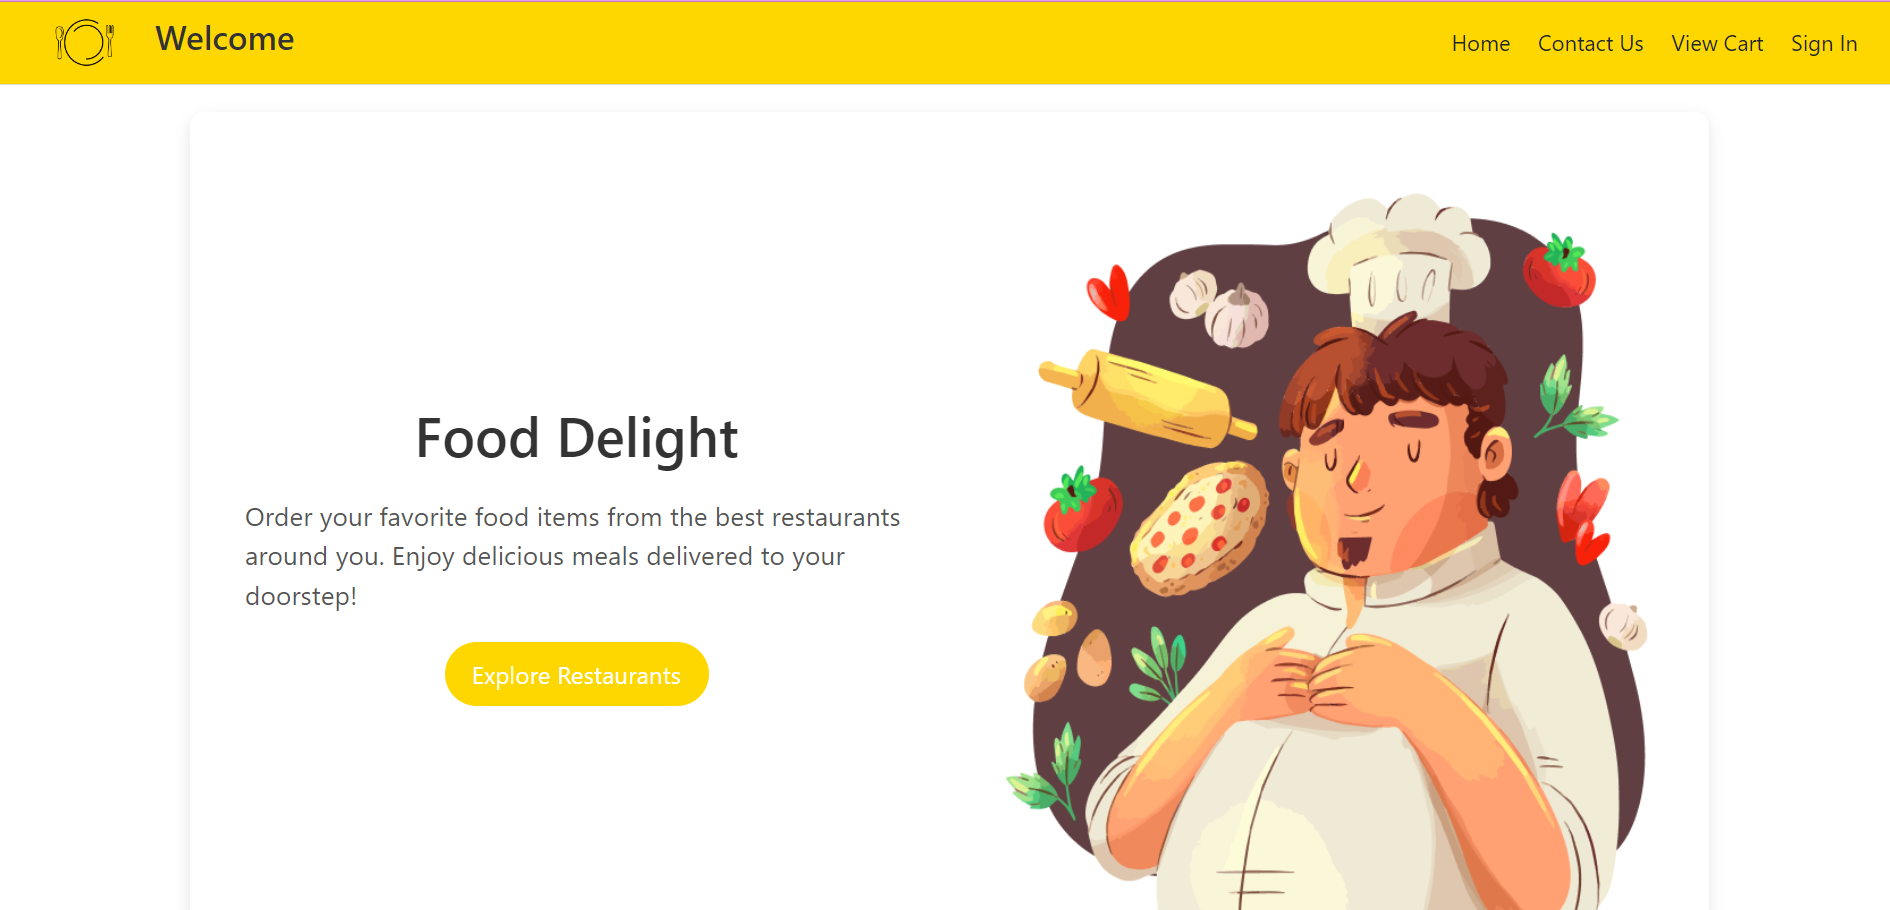 Welcome
Home
Contact Us
View Cart
Sign In
Food Delight
Order your favorite food items from the best restaurants
around you. Enjoy delicious meals delivered to your
doorstep!
Explore Restaurants